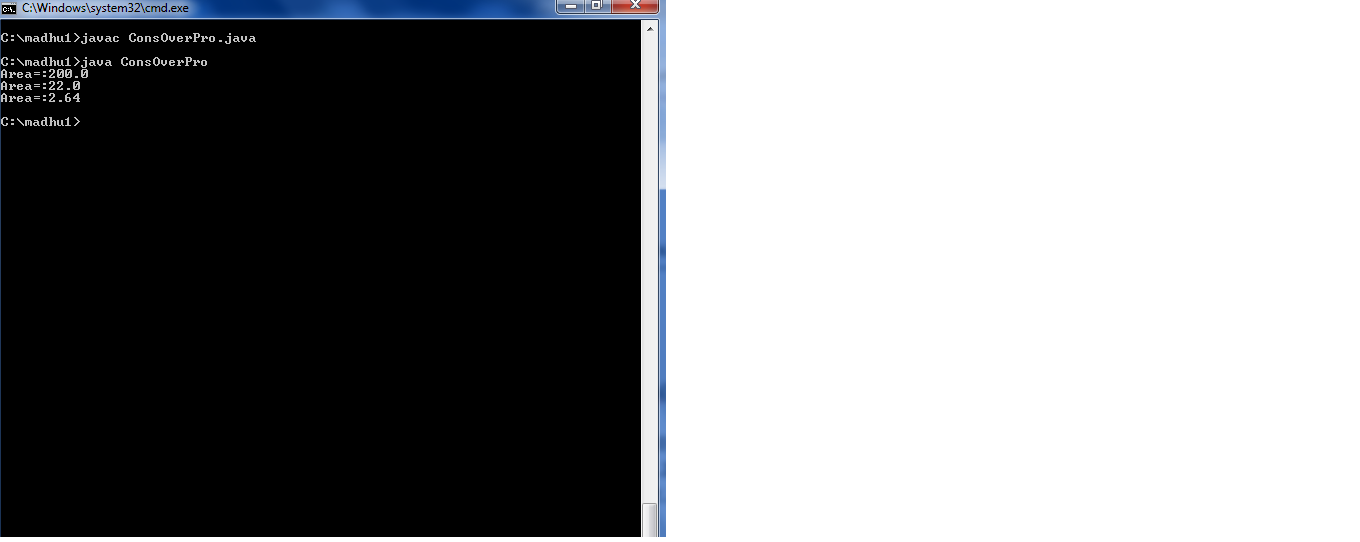 C:\Windows\system32\cmd.exe
C:\madhu1>javac ConsOverPro.java
C:\madhu1>java ConsOverPro
Area=:200.0
Area=:22.0
Area=:2.64
C:\madhu1>